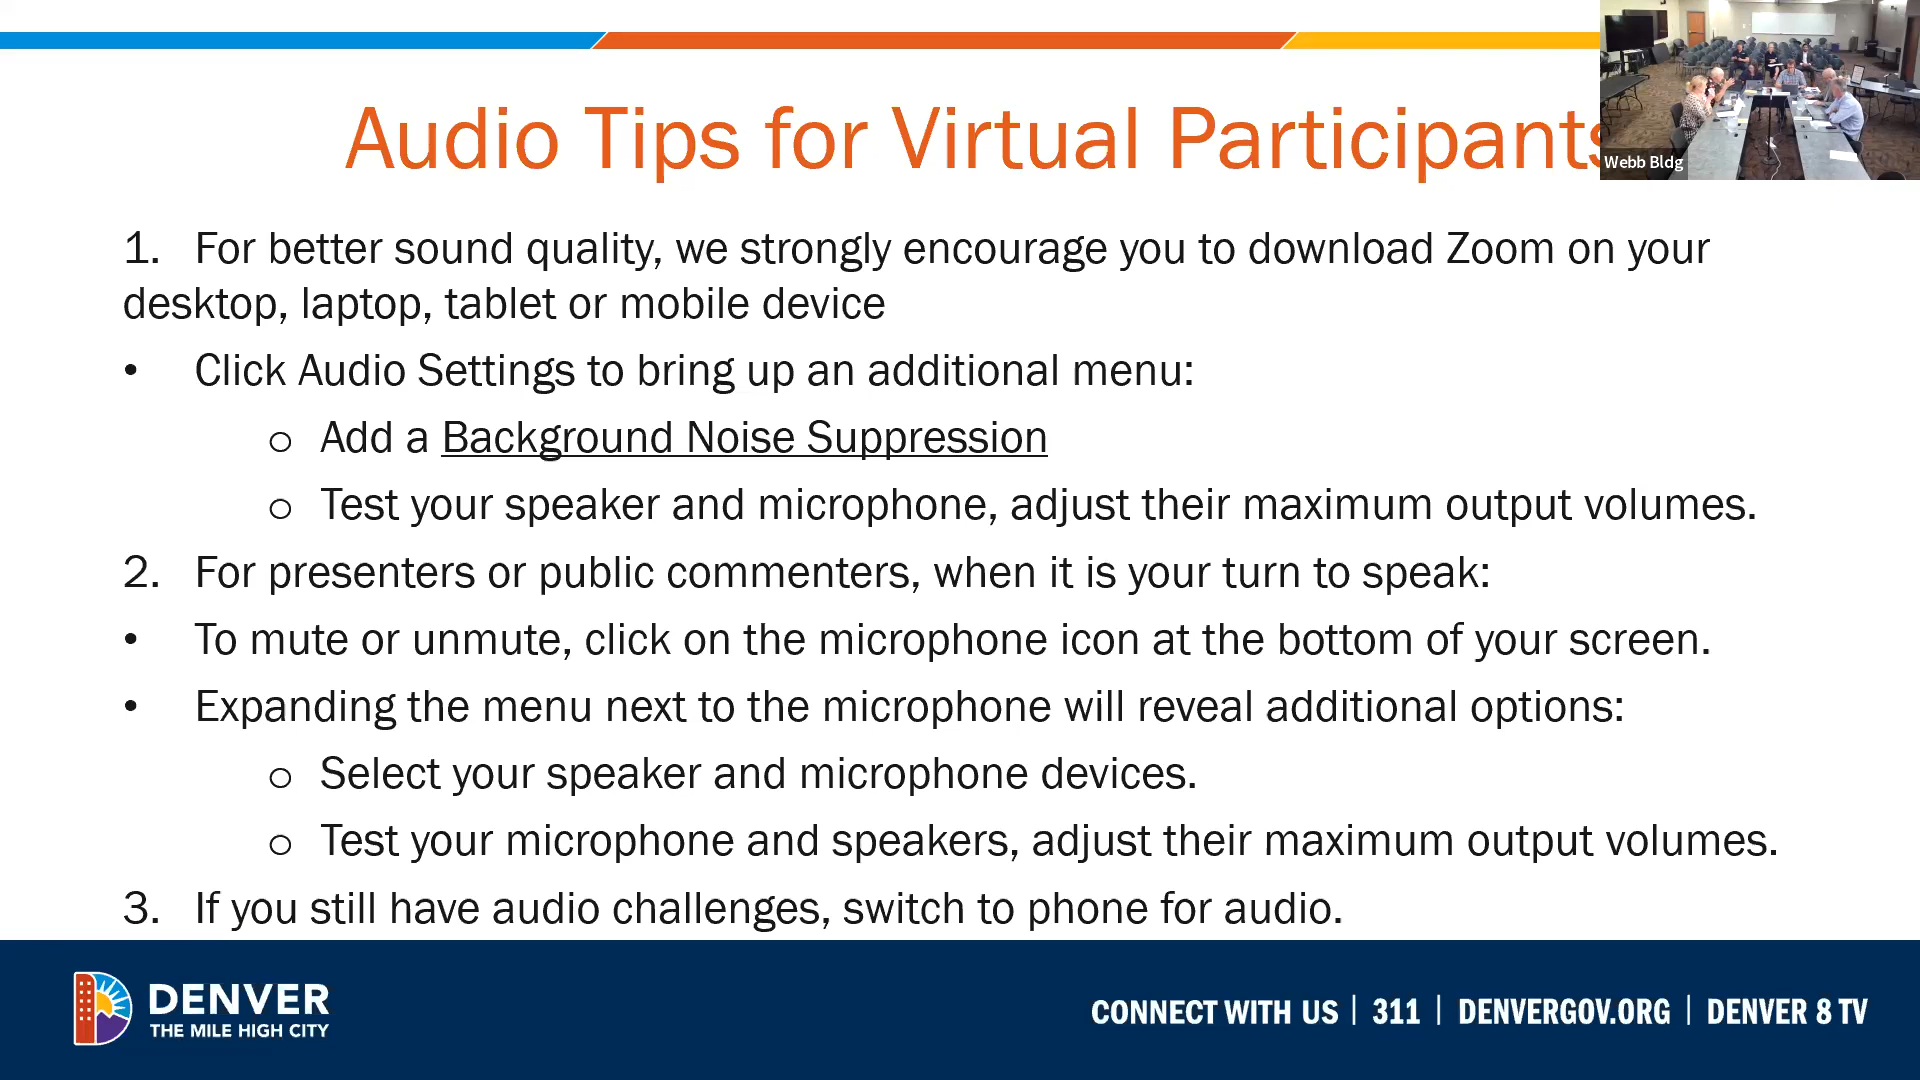 Audio Tips for Virtual Participants
Webb Bldg
1. For better sound quality, we strongly encourage you to download Zoom on your
desktop, laptop, tablet or mobile device
• Click Audio Settings to bring up an additional menu:
o Add a Background Noise Suppression
o Test your speaker and microphone, adjust their maximum output volumes.
2. For presenters or public commenters, when it is your turn to speak:
• To mute or unmute, click on the microphone icon at the bottom of your screen.
• Expanding the menu next to the microphone will reveal additional options:
o Select your speaker and microphone devices.
o Test your microphone and speakers, adjust their maximum output volumes.
3. If you still have audio challenges, switch to phone for audio.
DENVER
THE MILE HIGH CITY
CONNECT WITH US | 311 | DENVERGOV.ORG | DENVER 8 TV